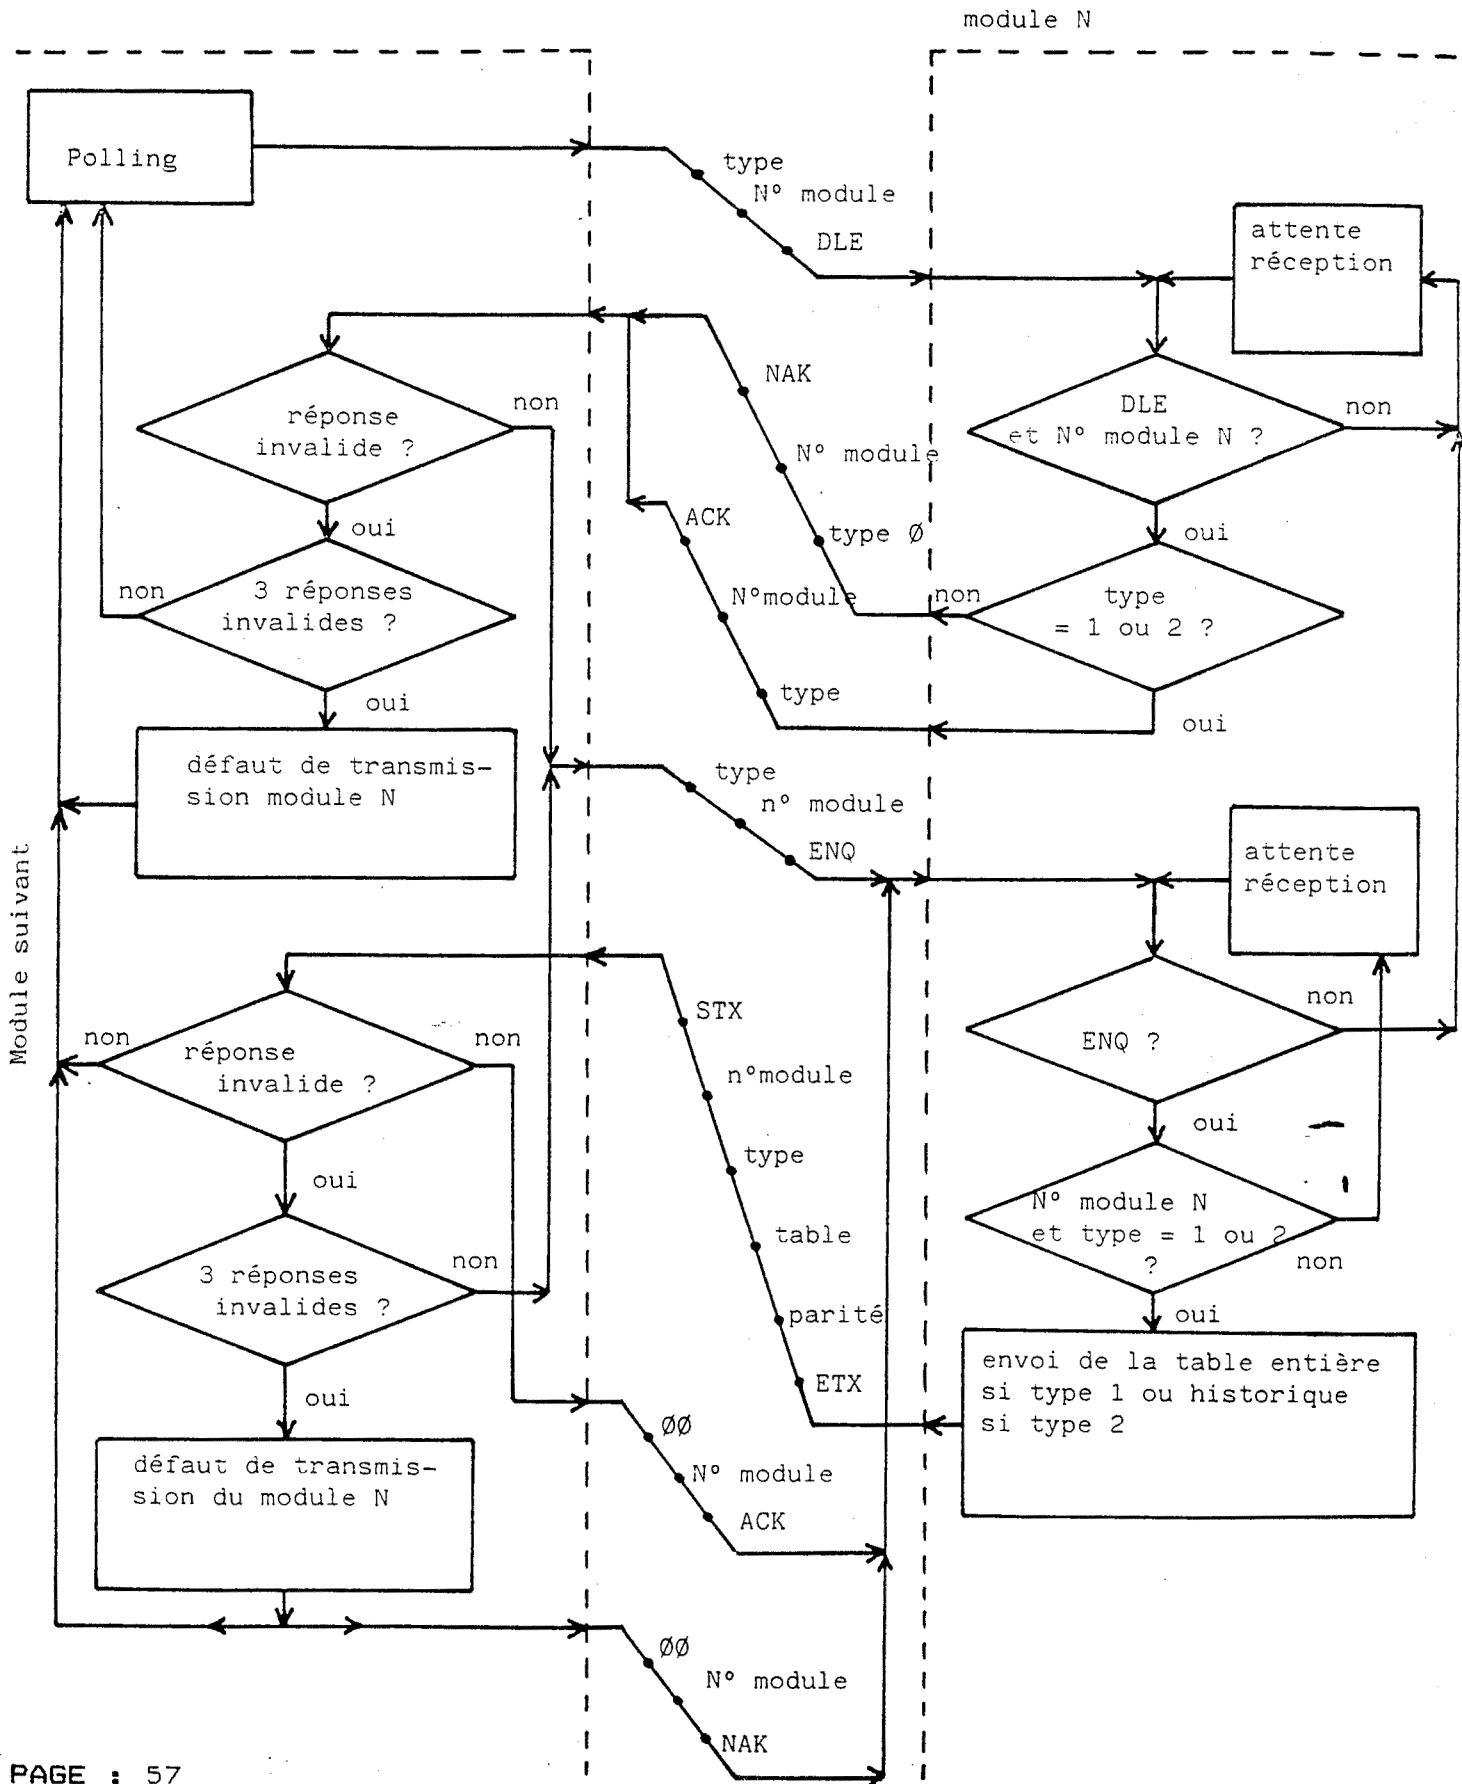 module N
Polling
type
N° module
DLE
attente
réception
réponse
invalide ?
non
oui
3 réponses
invalides ?
non
oui
défaut de transmis-
sion module N
NAK
N° module
type Ø
ACK
N°module
type
DLE
et N° module N ?
non
oui
type
= 1 ou 2 ?
non
oui
type
n° module
ENQ
attente
réception
Module suivant
réponse
invalide ?
non
non
oui
3 réponses
invalides ?
non
oui
défaut de transmis-
sion du module N
STX
n°module
type
table
parité
ETX
ENQ ?
non
oui
N° module N
et type = 1 ou 2
?
non
oui
envoi de la table entière
si type 1 ou historique
si type 2
ØØ
N° module
ACK
ØØ
N° module
NAK
PAGE : 57